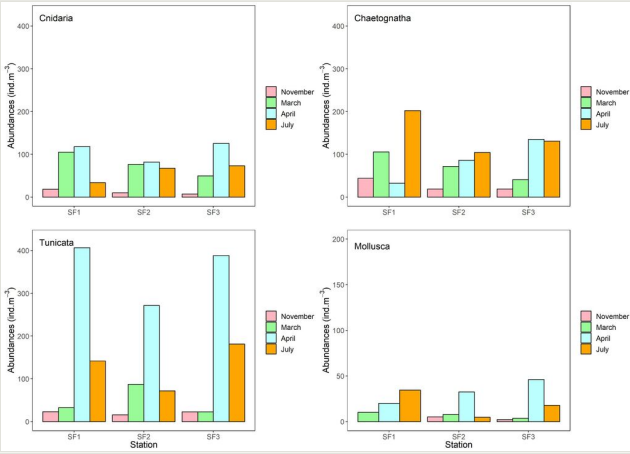 Cnidaria
400
300
200
100
0
Abundances (ind.m⁻³)
SF1 SF2 SF3
November
March
April
July
Chaetognatha
400
300
200
100
0
Abundances (ind.m⁻³)
SF1 SF2 SF3
November
March
April
July
Tunicata
400
300
200
100
0
Abundances (ind.m⁻³)
SF1 SF2 SF3
Station
November
March
April
July
Mollusca
200
150
100
50
0
Abundances (ind.m⁻³)
SF1 SF2 SF3
Station
November
March
April
July